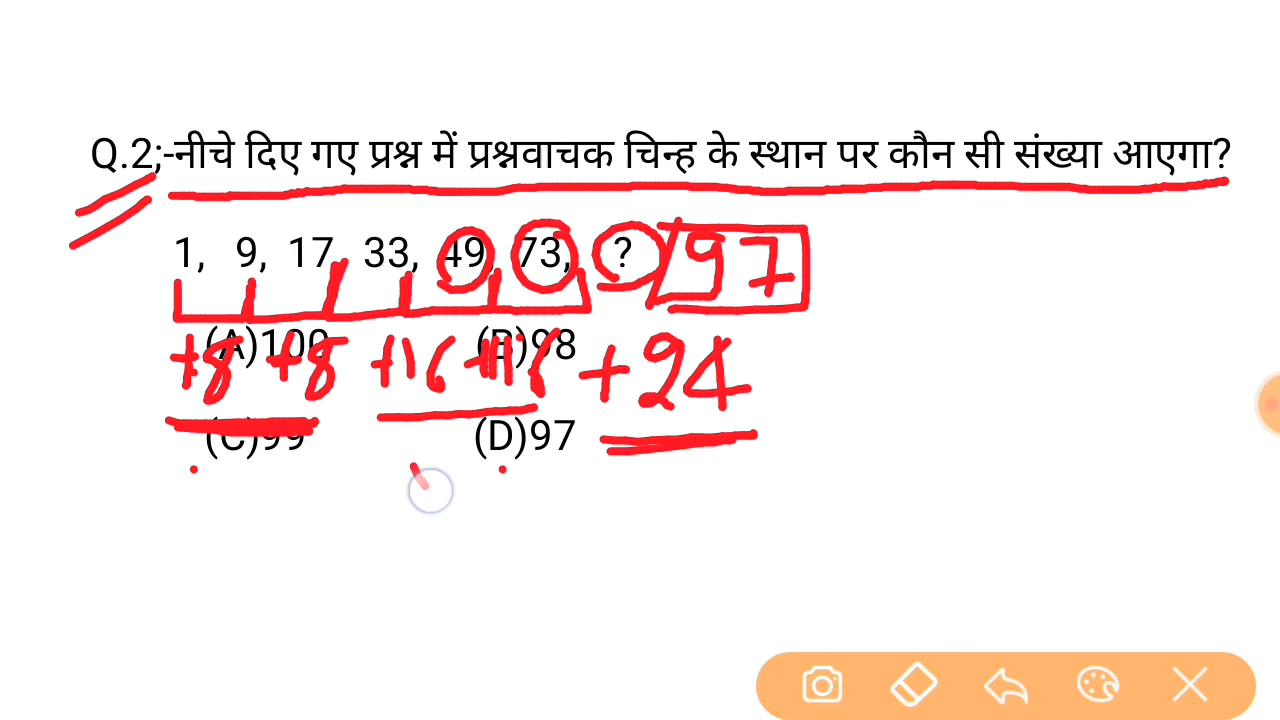 Q.2;-नीचे दिए गए प्रश्न में प्रश्नवाचक चिन्ह के स्थान पर कौन सी संख्या आएगा?
1, 9, 17, 33, 49, 73, ? 97
(A)100 (B)98
+8 +8 +16 +16 +24
(C)99 (D)97